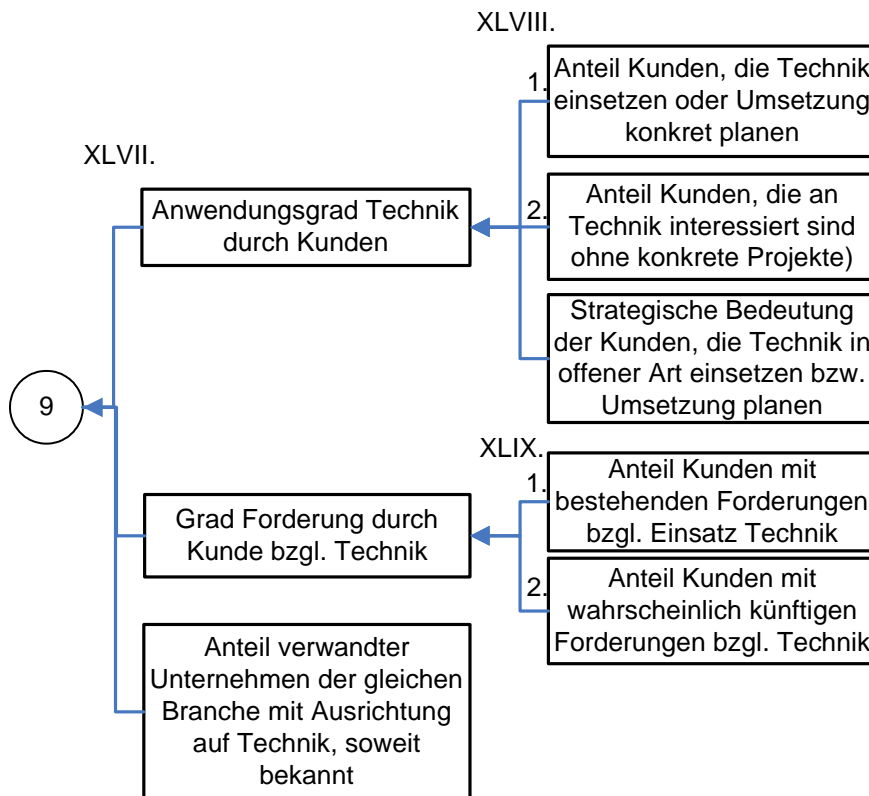 XLVIII.
1.
Anteil Kunden, die Technik
einsetzen oder Umsetzung
konkret planen
XLVII.
Anwendungsgrad Technik
durch Kunden
2.
Anteil Kunden, die an
Technik interessiert sind
ohne konkrete Projekte)
Strategische Bedeutung
der Kunden, die Technik in
offener Art einsetzen bzw.
Umsetzung planen
9
XLIX.
1.
Anteil Kunden mit
bestehenden Forderungen
bzgl. Einsatz Technik
Grad Forderung durch
Kunde bzgl. Technik
2.
Anteil Kunden mit
wahrscheinlich künftigen
Forderungen bzgl. Technik
Anteil verwandter
Unternehmen der gleichen
Branche mit Ausrichtung
auf Technik, soweit
bekannt